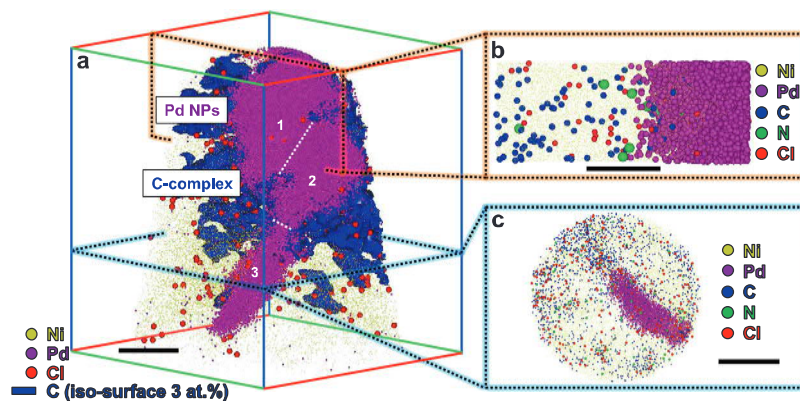 a
Pd NPs
1
C-complex
2
3
Ni
Pd
Cl
C (iso-surface 3 at.%)
b
Ni
Pd
C
N
Cl
c
Ni
Pd
C
N
Cl